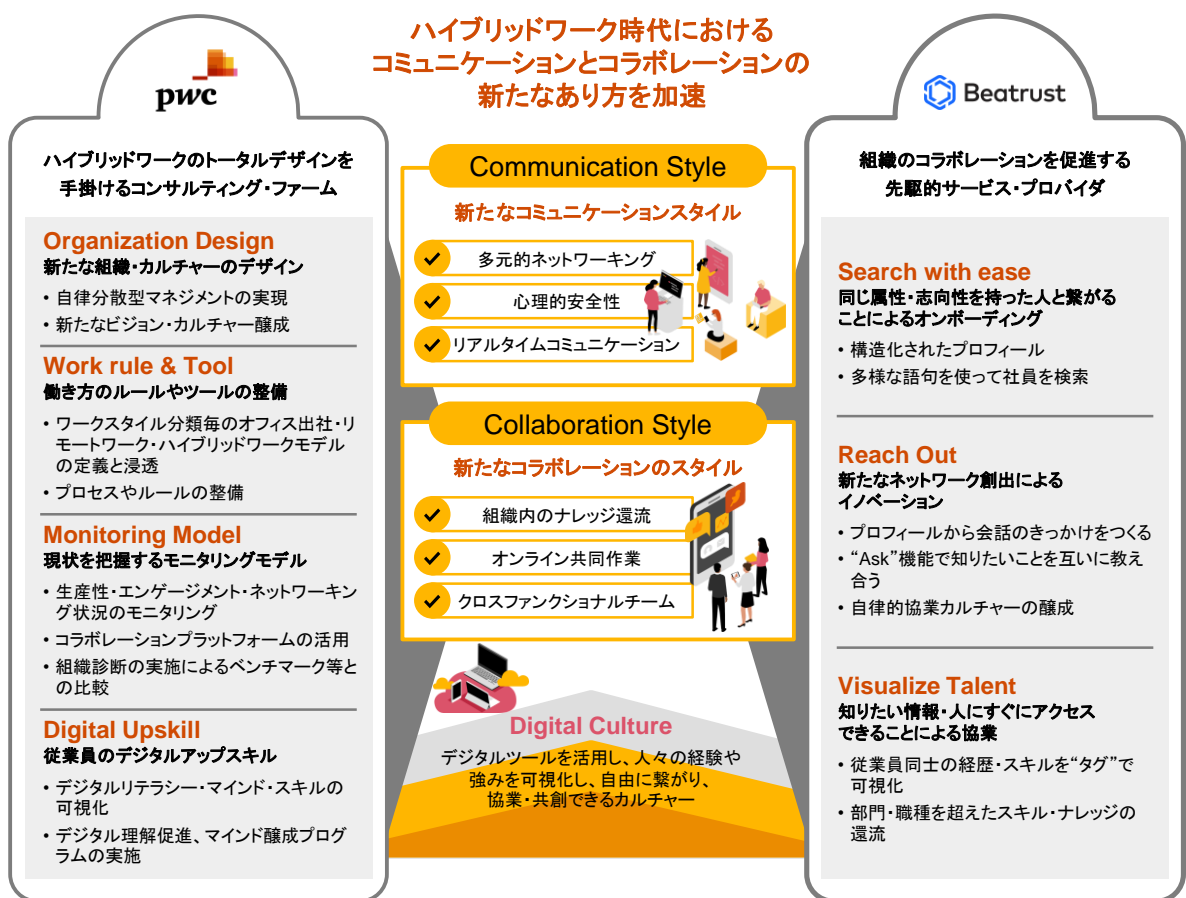 ハイブリッドワーク時代における
コミュニケーションとコラボレーションの
新たなあり方を加速
pwc
ハイブリッドワークのトータルデザインを
手掛けるコンサルティング・ファーム
Organization Design
新たな組織・カルチャーのデザイン
• 自律分散型マネジメントの実現
• 新たなビジョン・カルチャー醸成
Work rule & Tool
働き方のルールやツールの整備
• ワークスタイル分類毎のオフィス出社・リ
モートワーク・ハイブリッドワークモデル
の定義と浸透
• プロセスやルールの整備
Monitoring Model
現状を把握するモニタリングモデル
• 生産性・エンゲージメント・ネットワーキン
グ状況のモニタリング
• コラボレーションプラットフォームの活用
• 組織診断の実施によるベンチマーク等と
の比較
Digital Upskill
従業員のデジタルアップスキル
• デジタルリテラシー・マインド・スキルの
可視化
• デジタル理解促進、マインド醸成プログ
ラムの実施
Communication Style
新たなコミュニケーションスタイル
多元的ネットワーキング
心理的安全性
リアルタイムコミュニケーション
Collaboration Style
新たなコラボレーションのスタイル
組織内のナレッジ還流
オンライン共同作業
クロスファンクショナルチーム
Digital Culture
デジタルツールを活用し、人々の経験や
強みを可視化し、自由に繋がり、
協業・共創できるカルチャー
Beatrust
組織のコラボレーションを促進する
先駆的サービス・プロバイダ
Search with ease
同じ属性・志向性を持った人と繋がる
ことによるオンボーディング
• 構造化されたプロフィール
• 多様な語句を使って社員を検索
Reach Out
新たなネットワーク創出による
イノベーション
• プロフィールから会話のきっかけをつくる
• “Ask”機能で知りたいことを互いに教え
合う
• 自律的協業カルチャーの醸成
Visualize Talent
知りたい情報・人にすぐにアクセス
できることによる協業
• 従業員同士の経歴・スキルを“タグ”で
可視化
• 部門・職種を超えたスキル・ナレッジの
還流